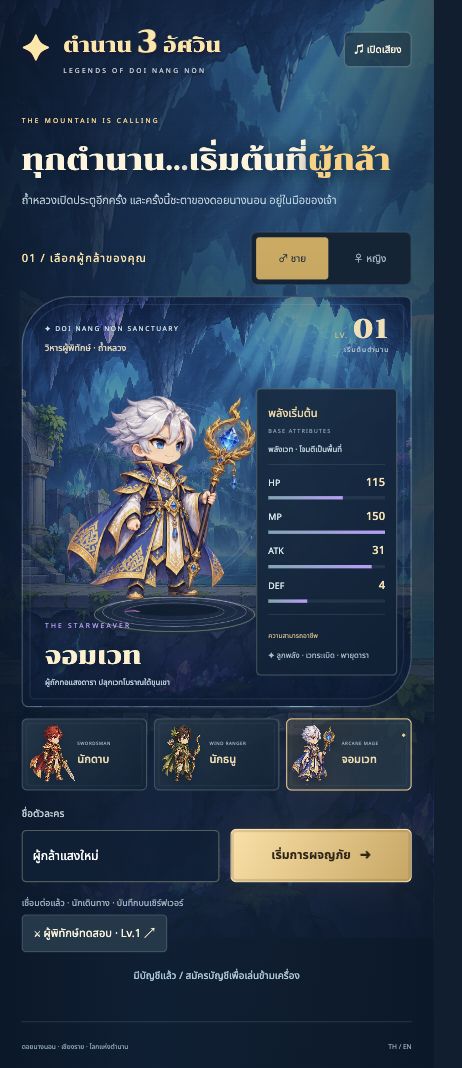 ตำนาน 3 อัศวิน
LEGENDS OF DOI NANG NON
♫ เปิดเสียง
THE MOUNTAIN IS CALLING
ทุกตำนาน...เริ่มต้นที่ผู้กล้า
ถ้ำหลวงเปิดประตูอีกครั้ง และครั้งนี้ชะตาของดอยนางนอน อยู่ในมือของเจ้า
01 / เลือกผู้กล้าของคุณ
♂ ชาย
♀ หญิง
✦ DOI NANG NON SANCTUARY
วิหารผู้พิทักษ์ · ถ้ำหลวง
LV. 01
เริ่มต้นตำนาน
พลังเริ่มต้น
BASE ATTRIBUTES
พลังเวท · โจมตีเป็นพื้นที่
HP 115
MP 150
ATK 31
DEF 4
ความสามารถอาชีพ
✦ ลูกพลัง · เวทระเบิด · พายุดารา
THE STARWEAVER
จอมเวท
ผู้ถักทอแสงดารา ปลุกเวทโบราณใต้ขุนเขา
SWORDSMAN
นักดาบ
WIND RANGER
นักธนู
ARCANE MAGE
จอมเวท
ชื่อตัวละคร
ผู้กล้าแสงใหม่
เริ่มการผจญภัย →
เชื่อมต่อแล้ว · นักเดินทาง · บันทึกบนเซิร์ฟเวอร์
⚔ ผู้พิทักษ์ทดสอบ · Lv.1 ↗
มีบัญชีแล้ว / สมัครบัญชีเพื่อเล่นข้ามเครื่อง
ดอยนางนอน · เชียงราย · โลกแห่งตำนาน
TH / EN